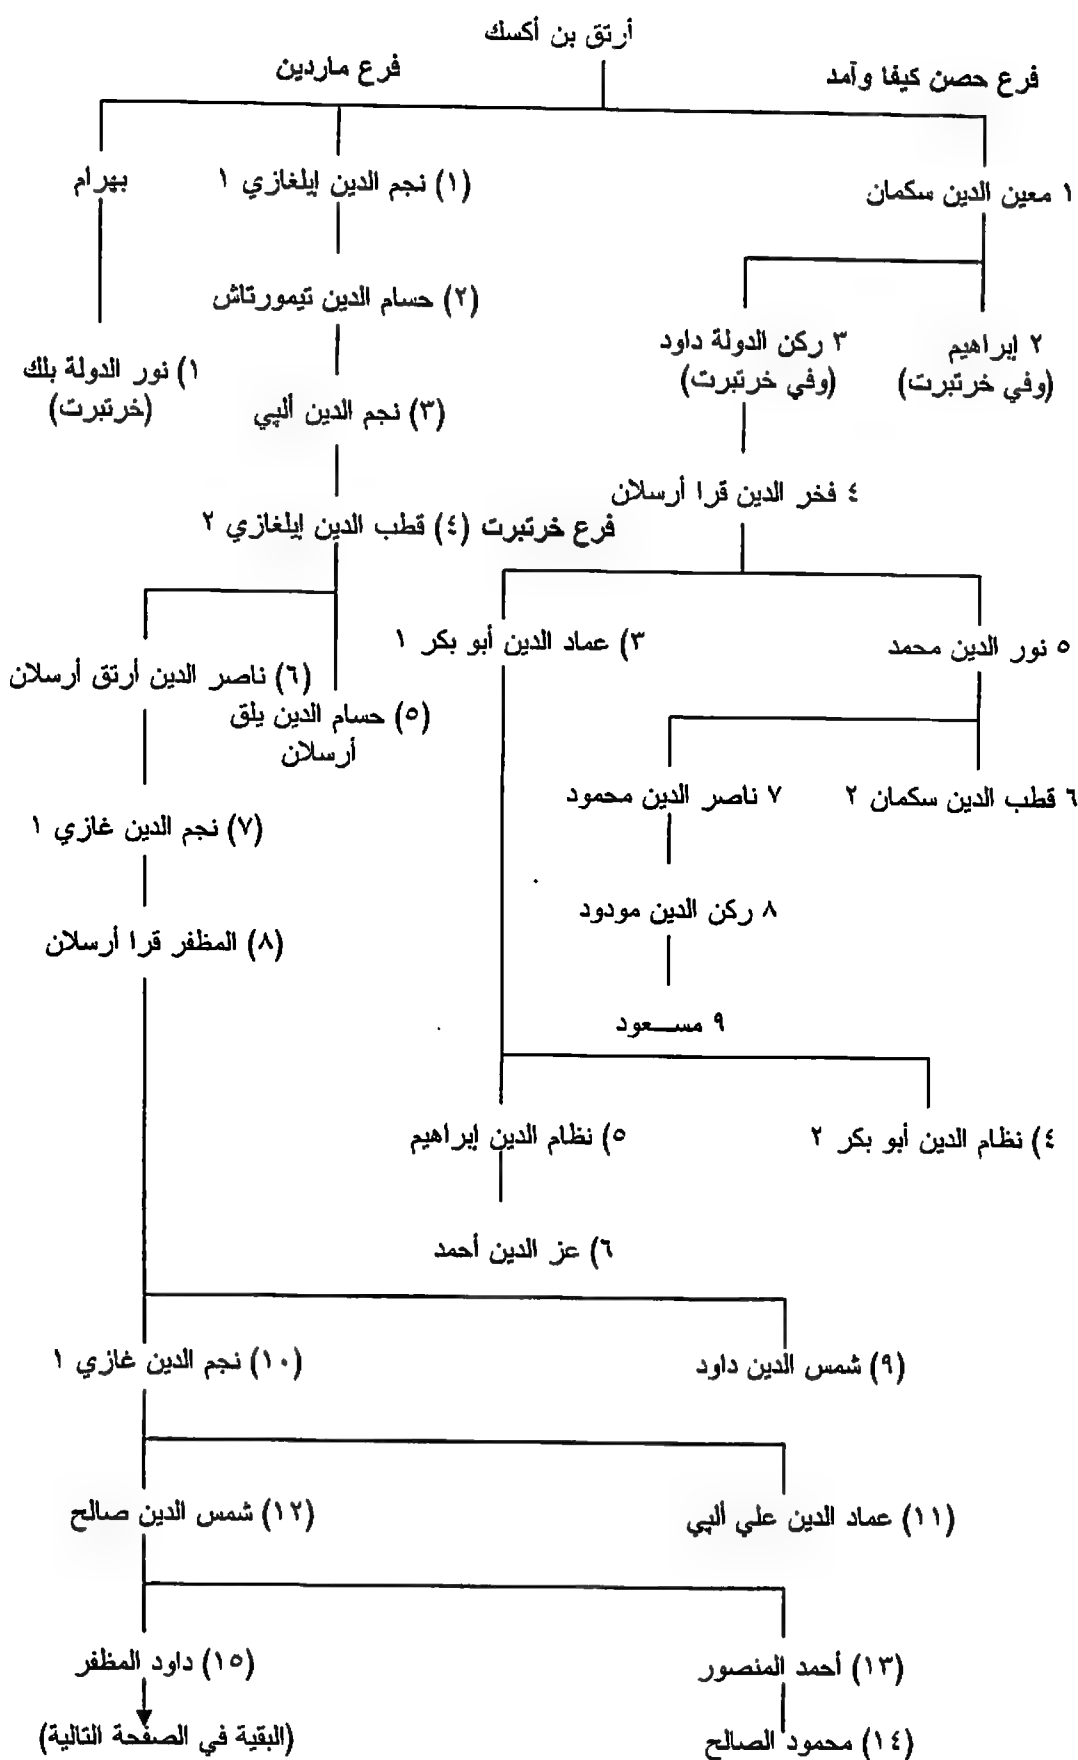 أرتق بن أكسك
فرع حصن كيفا وآمد
فرع ماردين
١ معين الدين سكمان
(١) نجم الدين إيلغازي ١
بهرام
(٢) حسام الدين تيمورتاش
٢ إبراهيم
(وفي خرتبرت)
٣ ركن الدولة داود
(وفي خرتبرت)
١) نور الدولة بلك
(خرتبرت)
(٣) نجم الدين ألبي
٤ فخر الدين قرا أرسلان
فرع خرتبرت (٤) قطب الدين إيلغازي ٢
٥ نور الدين محمد
٣) عماد الدين أبو بكر ١
(٦) ناصر الدين أرتق أرسلان
(٥) حسام الدين يلق
أرسلان
٦ قطب الدين سكمان ٢
٧ ناصر الدين محمود
(٧) نجم الدين غازي ١
٨ ركن الدين مودود
(٨) المظفر قرا أرسلان
٩ مسعود
٤) نظام الدين أبو بكر ٢
٥) نظام الدين إبراهيم
٦) عز الدين أحمد
(٩) شمس الدين داود
(١٠) نجم الدين غازي ١
(١١) عماد الدين علي ألبي
(١٢) شمس الدين صالح
(١٣) أحمد المنصور
(١٥) داود المظفر
(١٤) محمود الصالح
(البقية في الصفحة التالية)